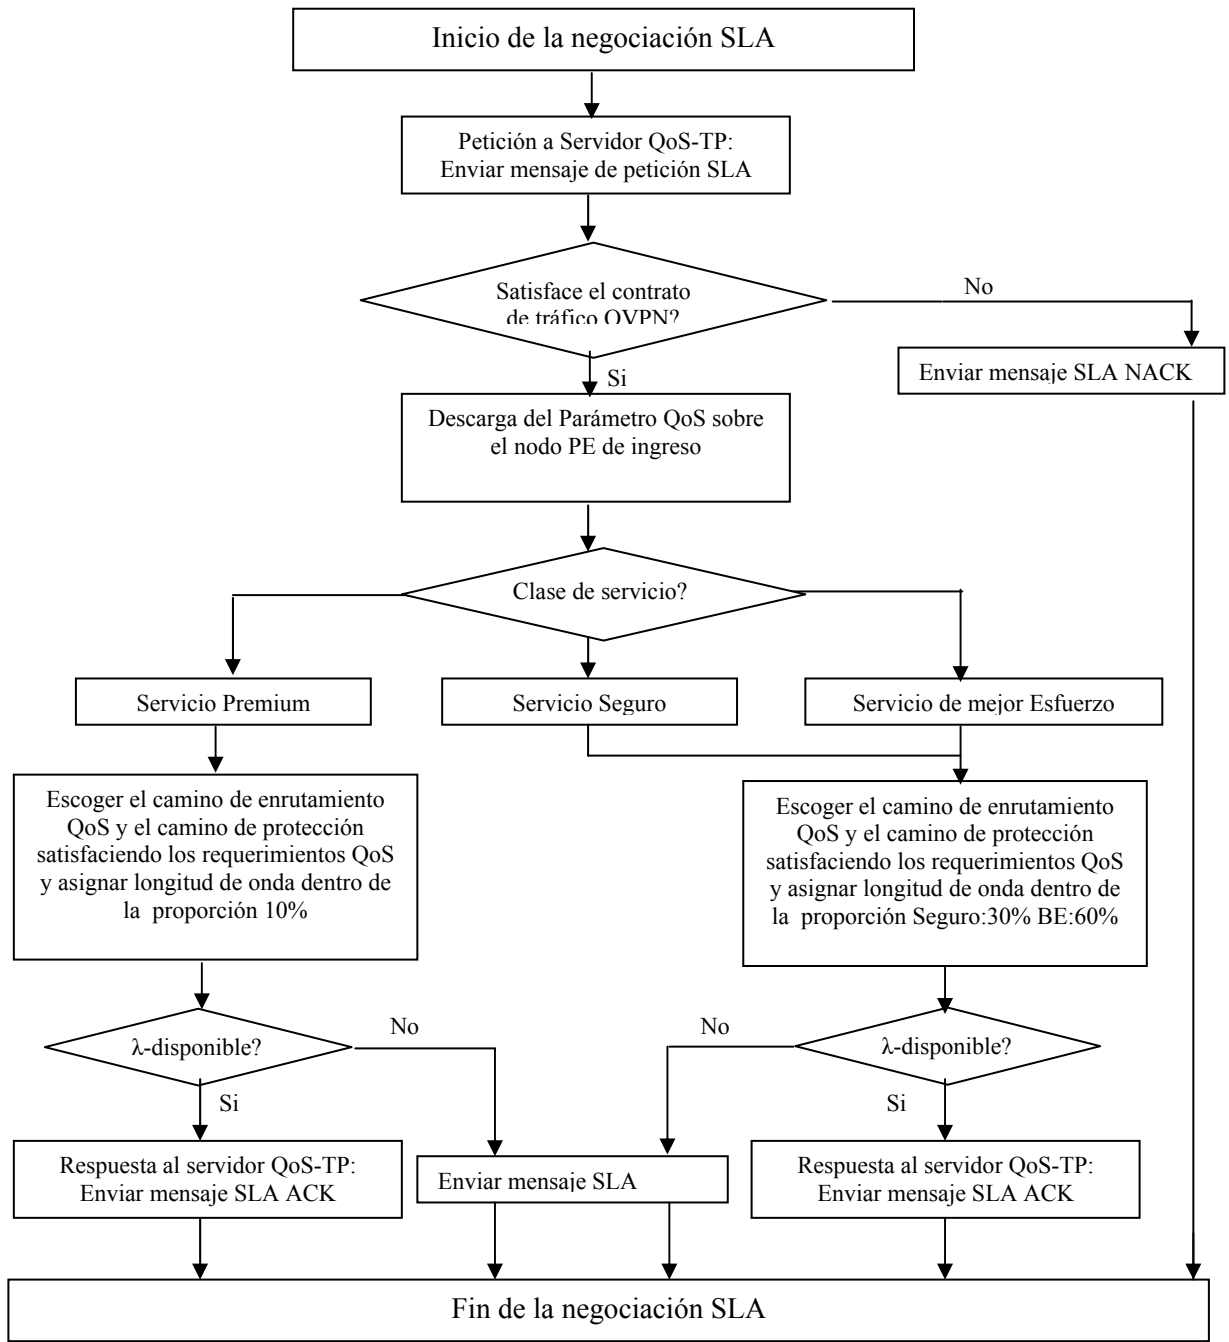 Inicio de la negociación SLA
Petición a Servidor QoS-TP:
Enviar mensaje de petición SLA
Satisface el contrato
de tráfico OVPN?
No
Enviar mensaje SLA NACK
Si
Descarga del Parámetro QoS sobre
el nodo PE de ingreso
Clase de servicio?
Servicio Premium
Servicio Seguro
Servicio de mejor Esfuerzo
Escoger el camino de enrutamiento
QoS y el camino de protección
satisfaciendo los requerimientos QoS
y asignar longitud de onda dentro de
la proporción 10%
Escoger el camino de enrutamiento
QoS y el camino de protección
satisfaciendo los requerimientos QoS
y asignar longitud de onda dentro de
la proporción Seguro:30% BE:60%
λ-disponible?
No
No
λ-disponible?
Si
Si
Respuesta al servidor QoS-TP:
Enviar mensaje SLA ACK
Enviar mensaje SLA
Respuesta al servidor QoS-TP:
Enviar mensaje SLA ACK
Fin de la negociación SLA